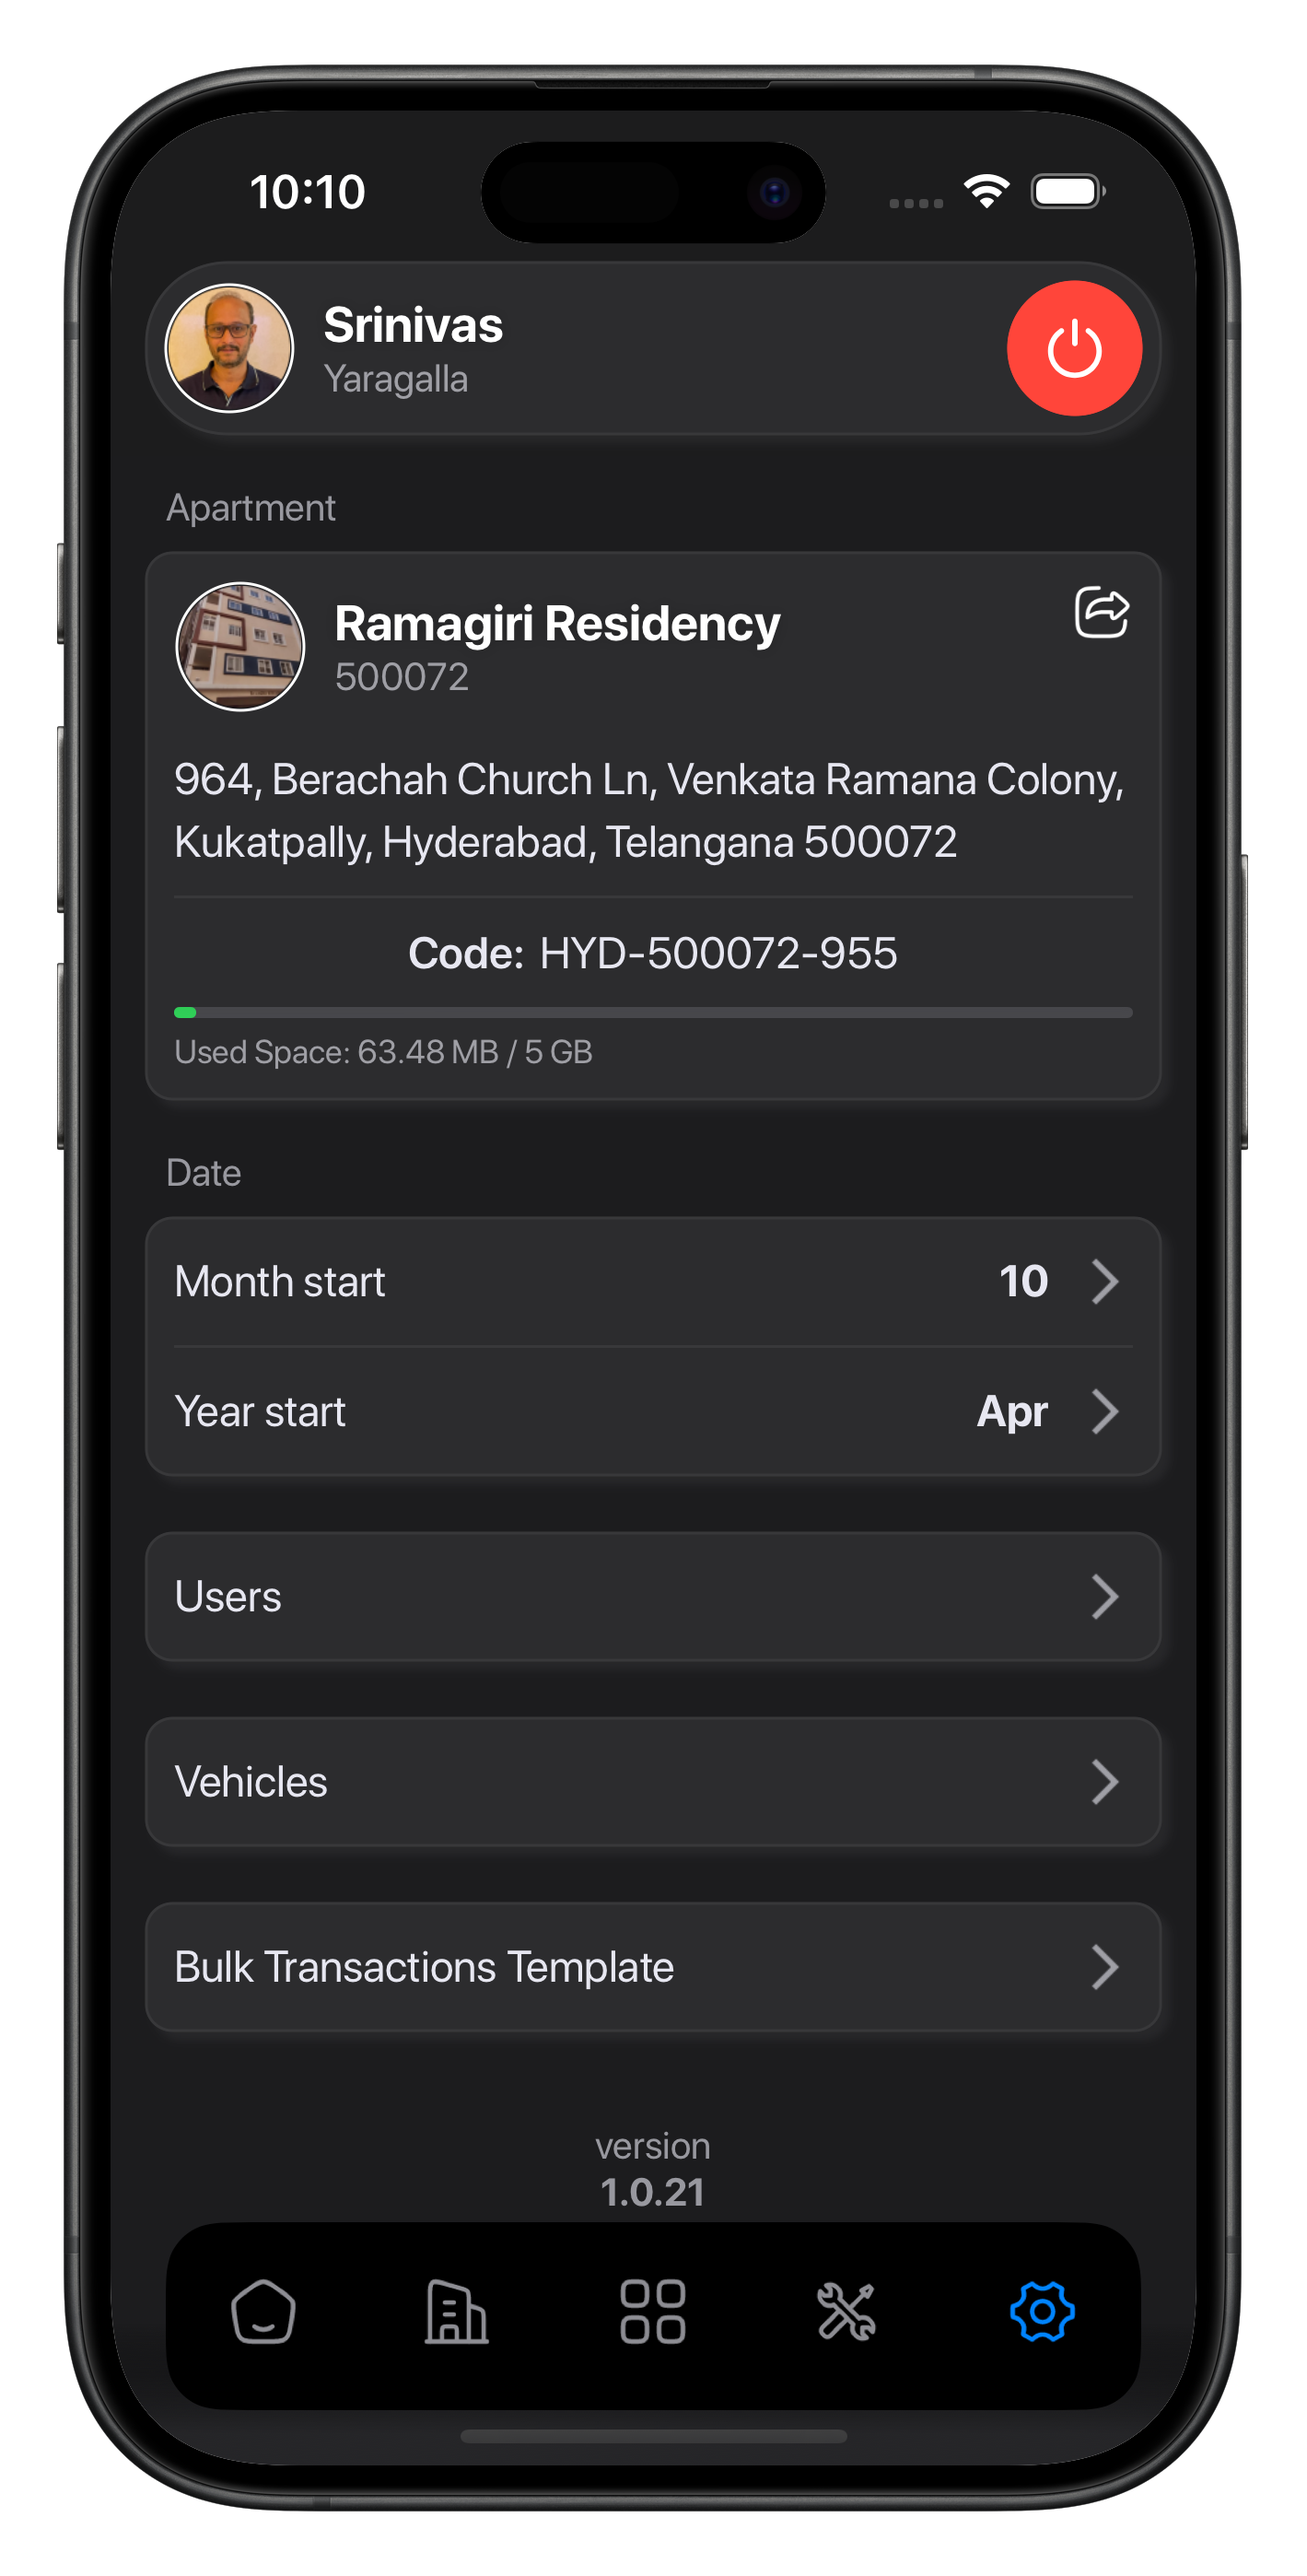 10:10
Srinivas
Yaragalla
Apartment
Ramagiri Residency
500072
964, Berachah Church Ln, Venkata Ramana Colony,
Kukatpally, Hyderabad, Telangana 500072
Code: HYD-500072-955
Used Space: 63.48 MB / 5 GB
Date
Month start 10
Year start Apr
Users
Vehicles
Bulk Transactions Template
version
1.0.21